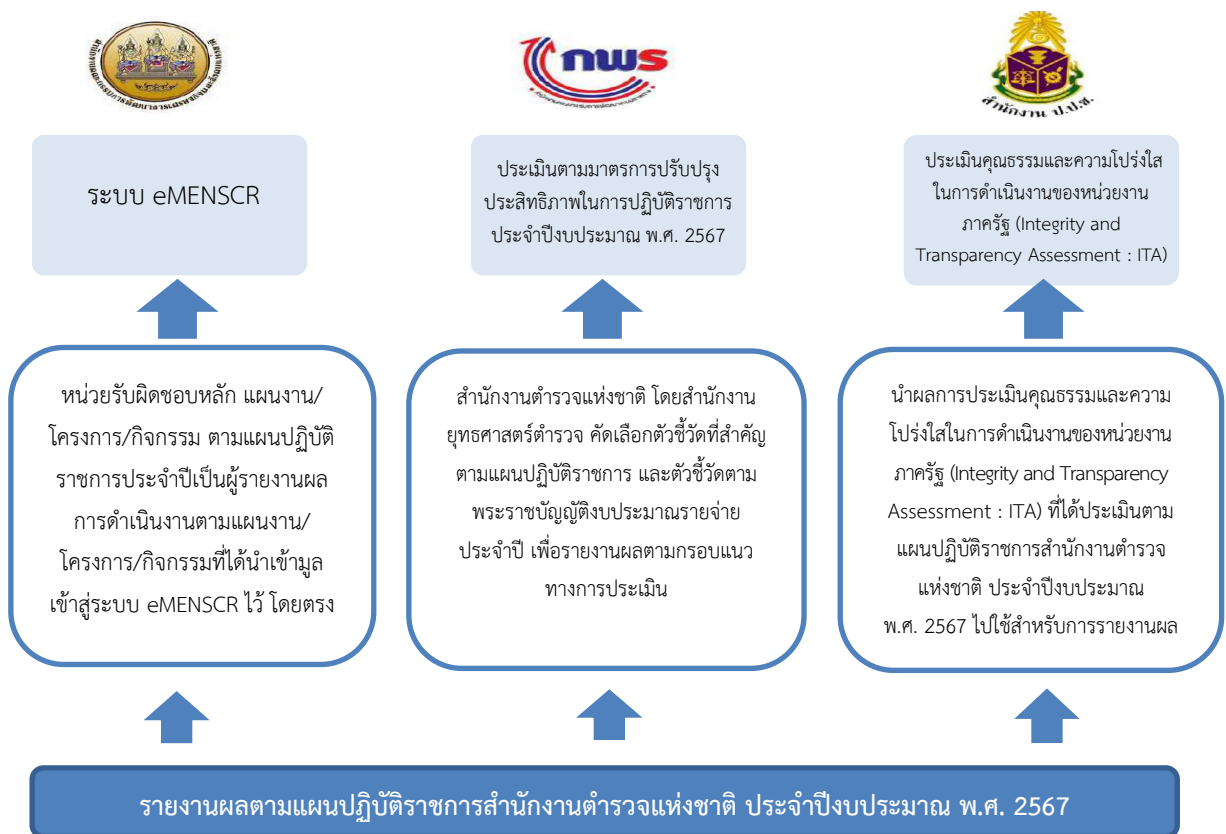 กพร
สำนักงาน ป.ป.ช.
ระบบ eMENSCR
ประเมินตามมาตรการปรับปรุง
ประสิทธิภาพในการปฏิบัติราชการ
ประจำปีงบประมาณ พ.ศ. 2567
ประเมินคุณธรรมและความโปร่งใส
ในการดำเนินงานของหน่วยงาน
ภาครัฐ (Integrity and
Transparency Assessment : ITA)
หน่วยรับผิดชอบหลัก แผนงาน/
โครงการ/กิจกรรม ตามแผนปฏิบัติ
ราชการประจำปีเป็นผู้รายงานผล
การดำเนินงานตามแผนงาน/
โครงการ/กิจกรรมที่ได้นำเข้ามูล
เข้าสู่ระบบ eMENSCR ไว้ โดยตรง
สำนักงานตำรวจแห่งชาติ โดยสำนักงาน
ยุทธศาสตร์ตำรวจ คัดเลือกตัวชี้วัดที่สำคัญ
ตามแผนปฏิบัติราชการ และตัวชี้วัดตาม
พระราชบัญญัติงบประมาณรายจ่าย
ประจำปี เพื่อรายงานผลตามกรอบแนว
ทางการประเมิน
นำผลการประเมินคุณธรรมและความ
โปร่งใสในการดำเนินงานของหน่วยงาน
ภาครัฐ (Integrity and Transparency
Assessment : ITA) ที่ได้ประเมินตาม
แผนปฏิบัติราชการสำนักงานตำรวจ
แห่งชาติ ประจำปีงบประมาณ
พ.ศ. 2567 ไปใช้สำหรับการรายงานผล
รายงานผลตามแผนปฏิบัติราชการสำนักงานตำรวจแห่งชาติ ประจำปีงบประมาณ พ.ศ. 2567